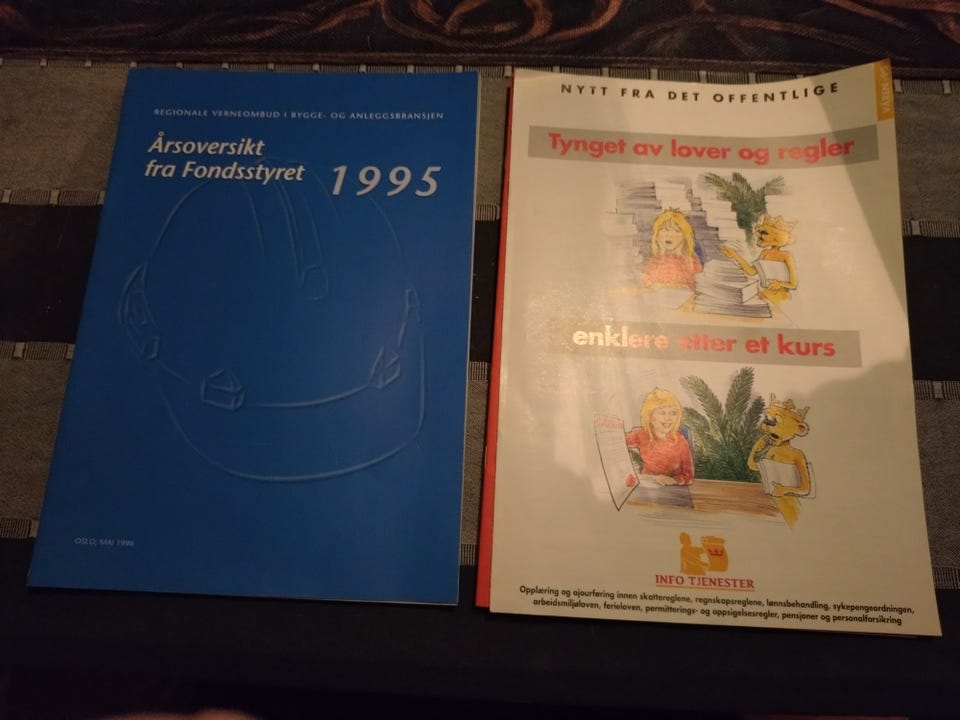 REGIONALE VERNEOMBUD I BYGGE- OG ANLEGGSBRANSJEN
Årsoversikt
fra Fondsstyret 1995
OSLO, MAI 1996
NYTT FRA DET OFFENTLIGE
Tynget av lover og regler
enklere etter et kurs
INFO TJENESTER
Opplæring og ajourføring innen skattereglene, regnskapsreglene, lønnsbehandling, sykepengeordningen,
arbeidsmiljøloven, ferieloven, permitterings- og oppsigelsesregler, pensjoner og personalforsikring